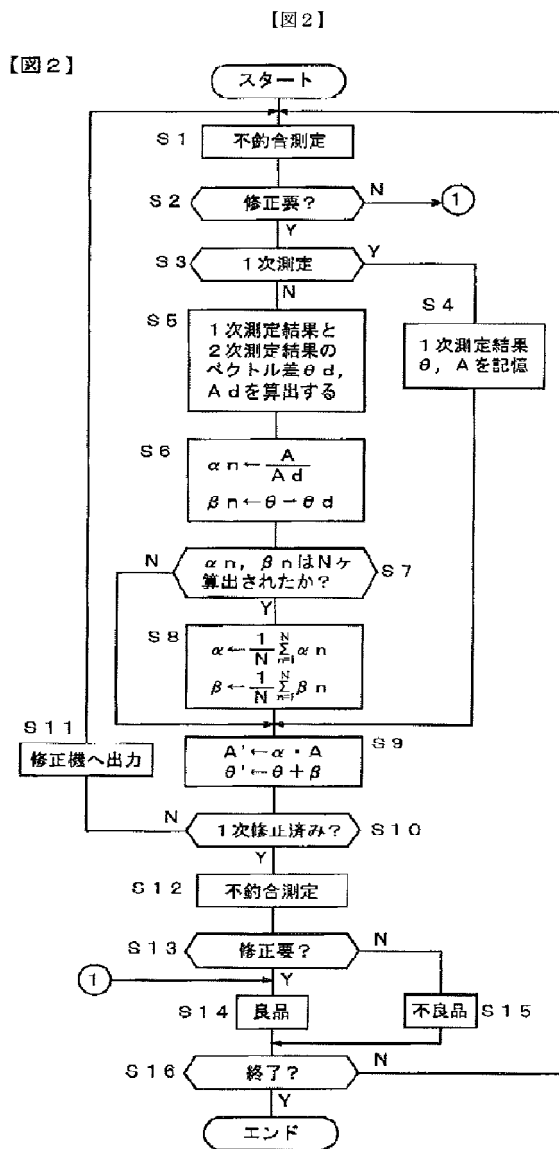 【図2】
【図2】
スタート
S1
不釣合測定
S2
修正要?
N
①
Y
S3
1次測定
Y
N
S4
1次測定結果
θ,Aを記憶
S5
1次測定結果と
2次測定結果の
ベクトル差θd,
Adを算出する
S6
αn←A/Ad
βn←θ-θd
N
αn,βnはNヶ
算出されたか?
S7
Y
S8
α←1/N Σ[n=1→N] αn
β←1/N Σ[n=1→N] βn
S9
A'←α・A
θ'←θ+β
S11
修正機へ出力
N
1次修正済み?
S10
Y
S12
不釣合測定
S13
修正要?
N
①
Y
S14
良品
不良品
S15
S16
終了?
N
Y
エンド